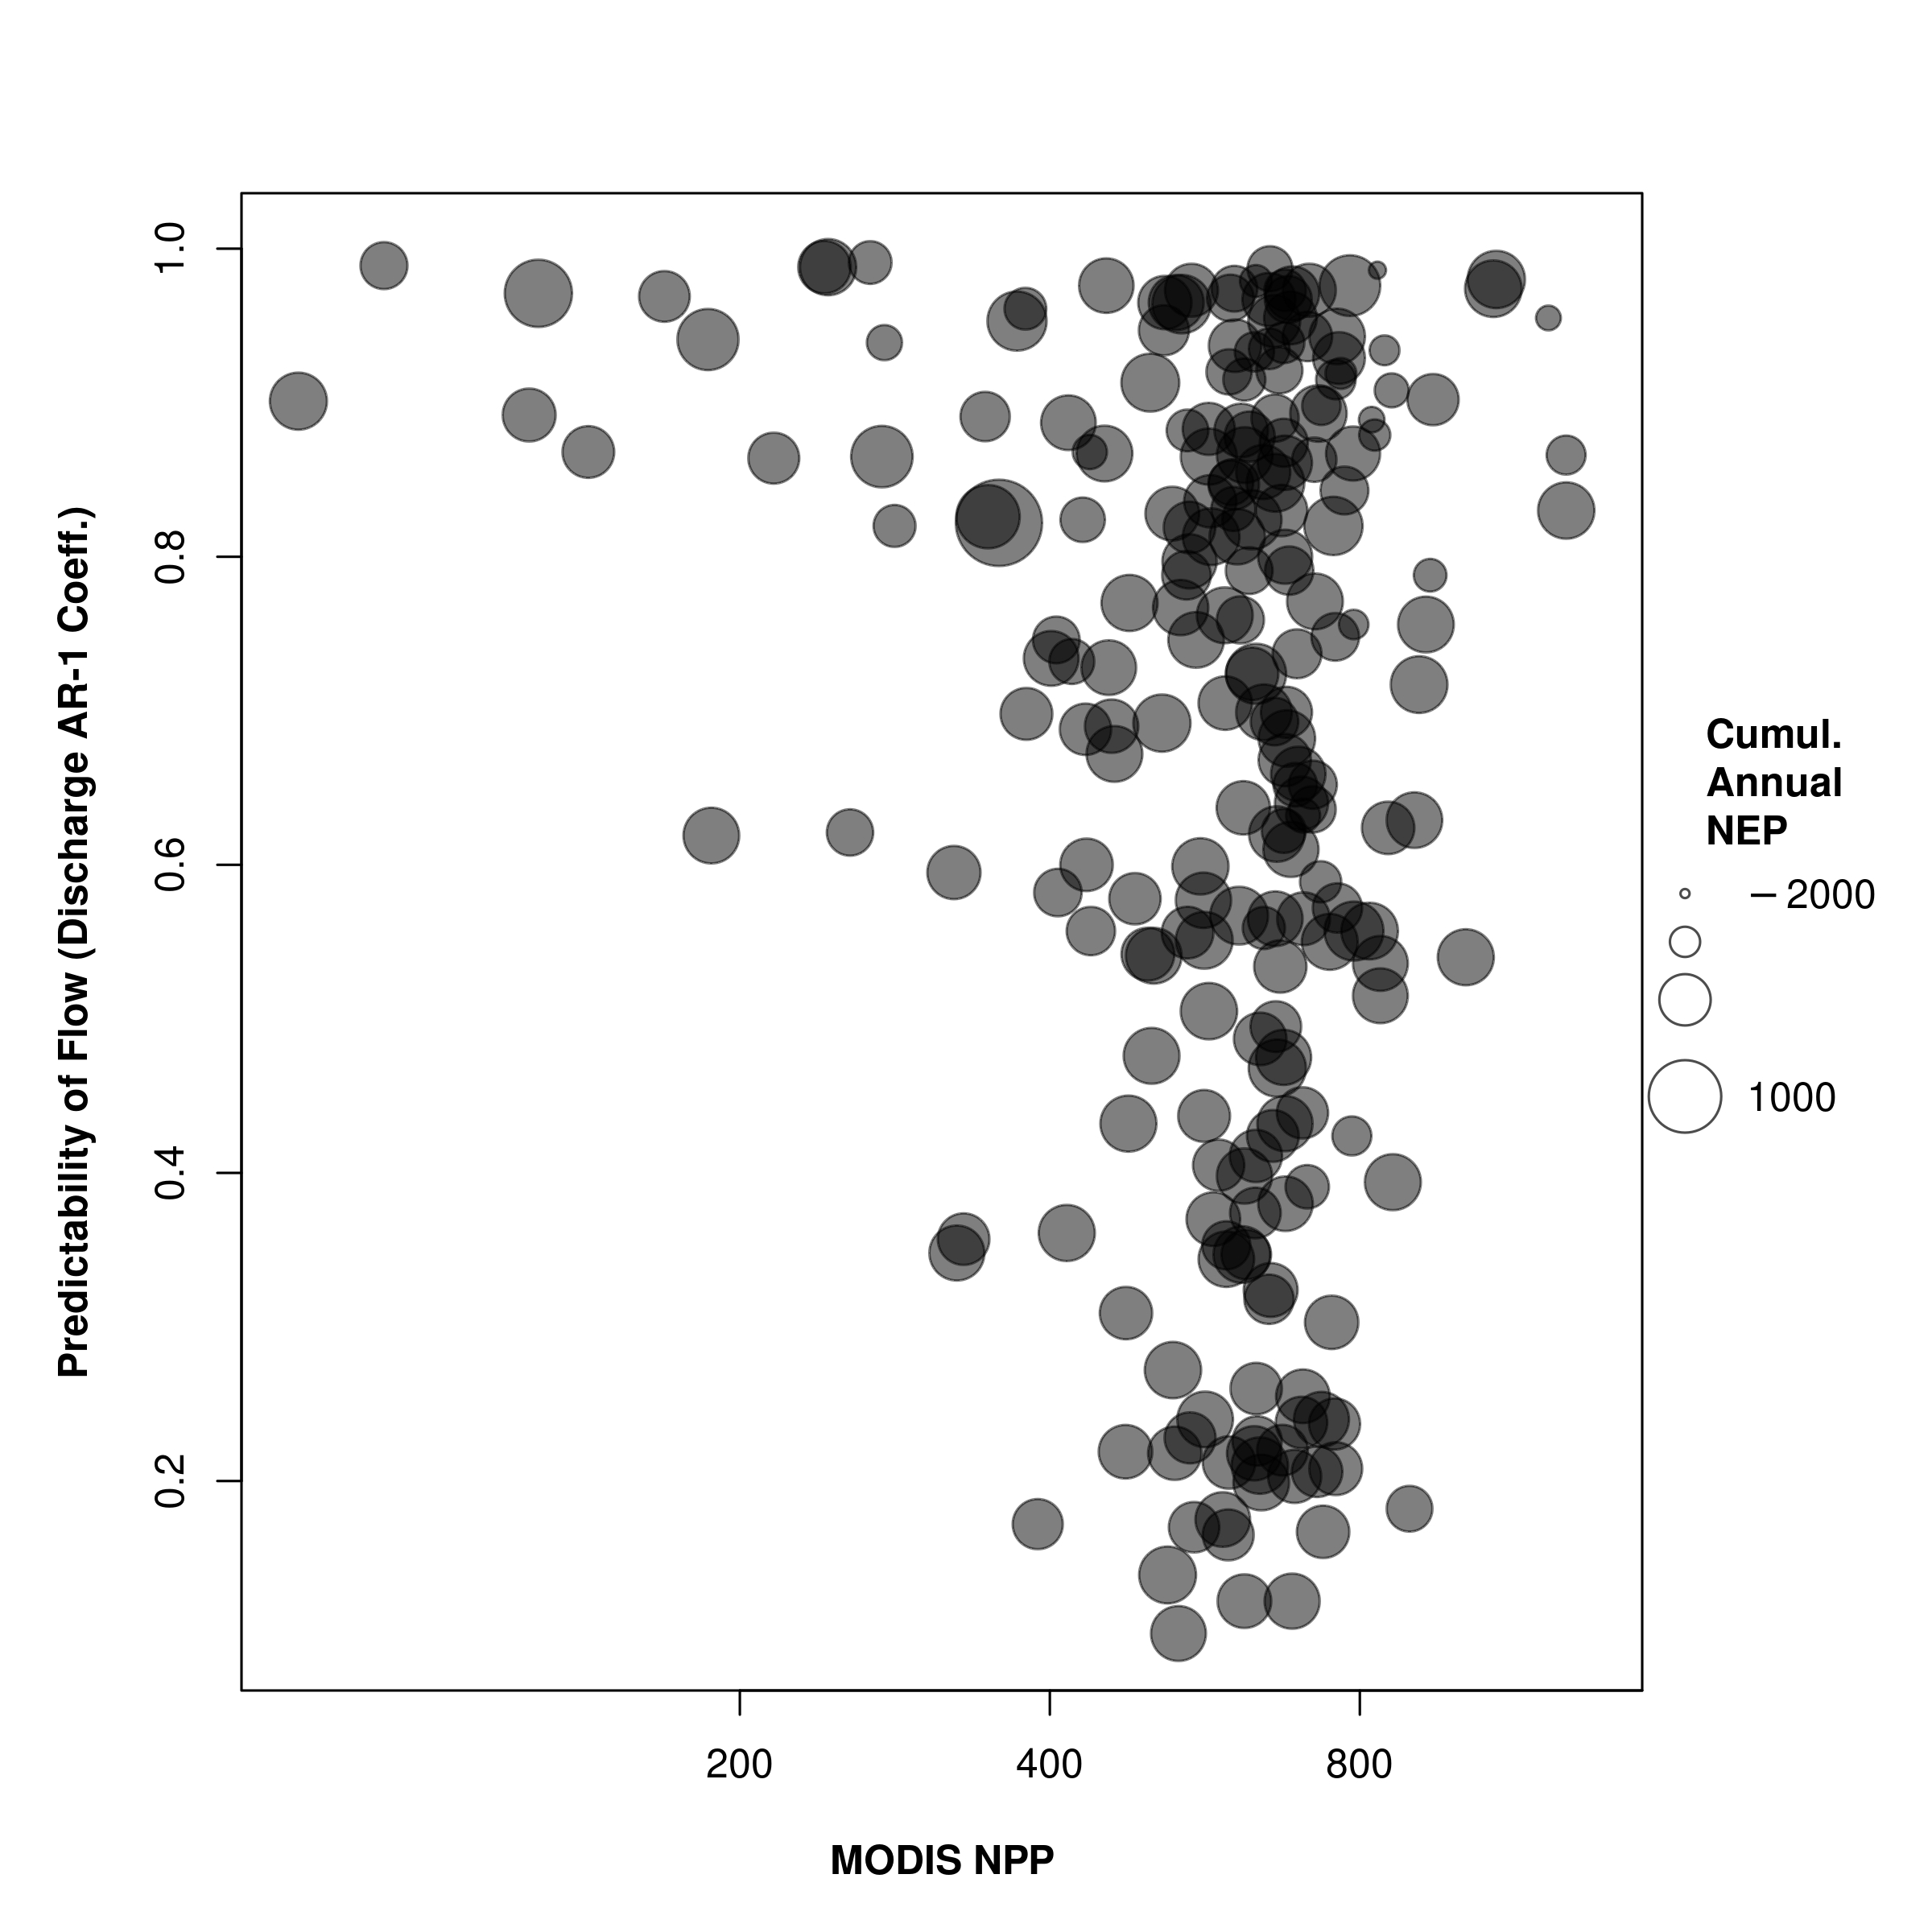 1.0
0.8
0.6
0.4
0.2
Predictability of Flow (Discharge AR-1 Coeff.)
200
400
800
MODIS NPP
Cumul.
Annual
NEP
−2000
1000